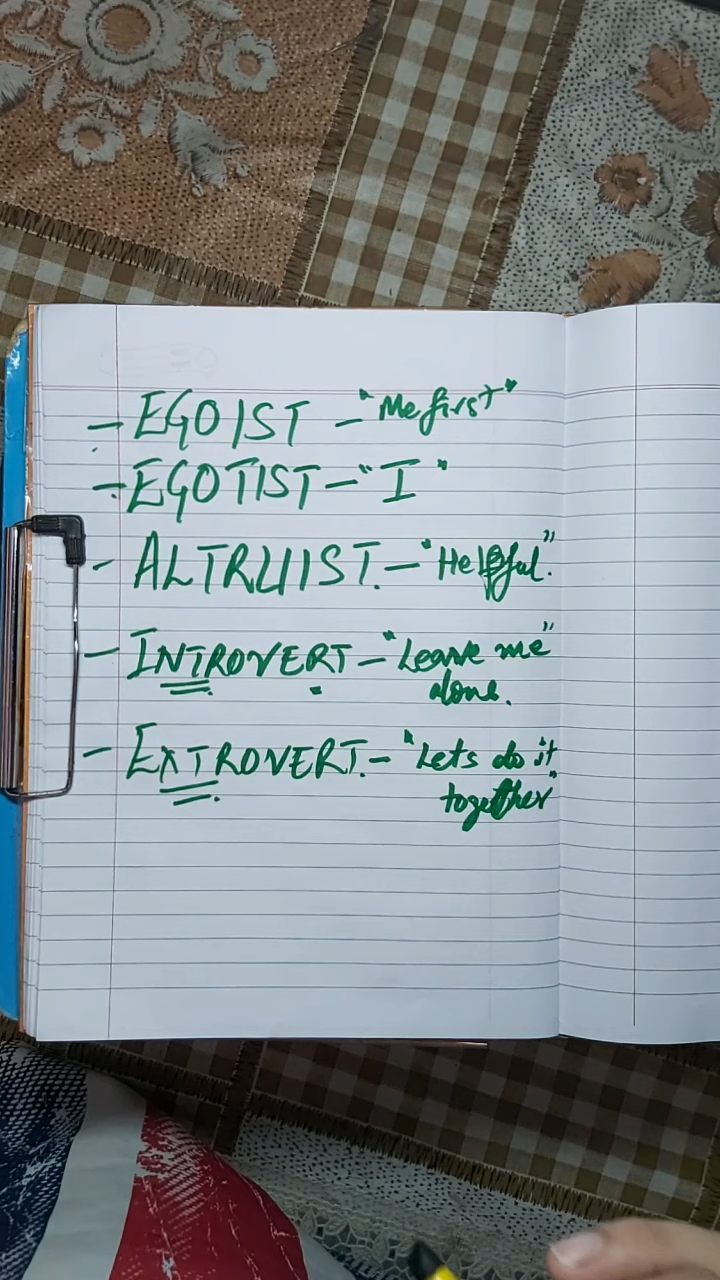 - EGOIST - "Me first"
- EGOTIST - "I"
- ALTRUIST. - "Helpful".
- INTROVERT - "Leave me"
alone.
- EXTROVERT. - "Lets do it
together"